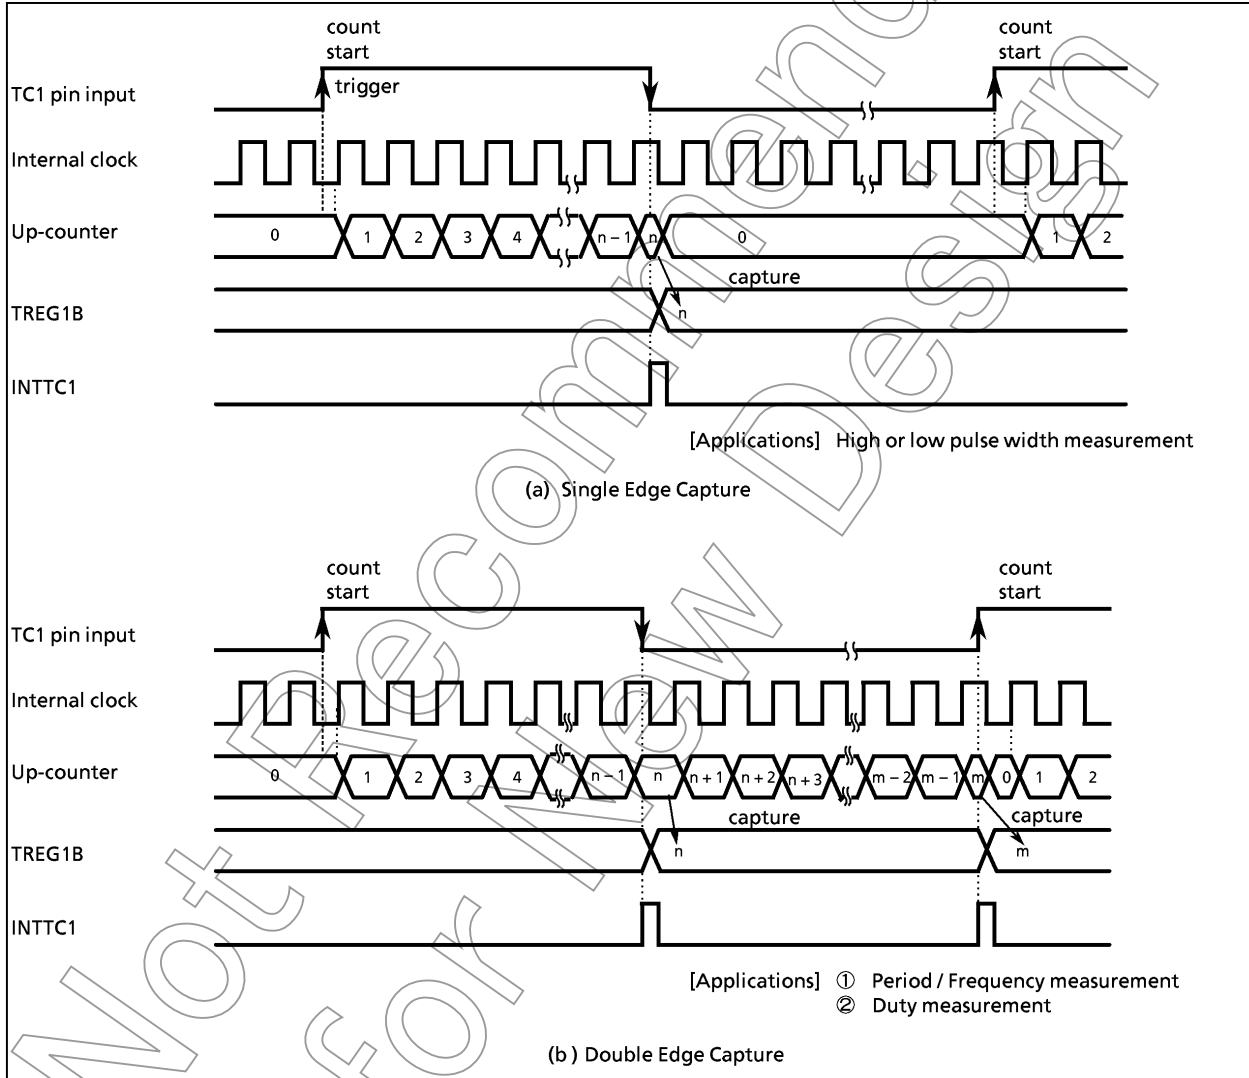 count
start
count
start
TC1 pin input
trigger
Internal clock
Up-counter
0 1 2 3 4 n – 1 n 0 1 2
capture
TREG1B
n
INTTC1
[Applications] High or low pulse width measurement
(a) Single Edge Capture
count
start
count
start
TC1 pin input
Internal clock
Up-counter
0 1 2 3 4 n – 1 n n + 1 n + 2 n + 3 m – 2 m – 1 m 0 1 2
capture
capture
TREG1B
n
m
INTTC1
[Applications] ① Period / Frequency measurement
② Duty measurement
(b) Double Edge Capture
Not Recommended
for New Design